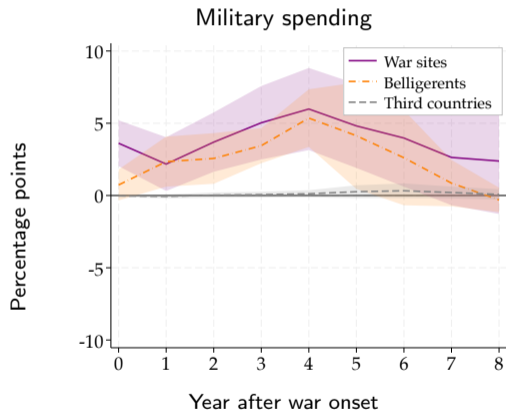 Military spending
10
5
0
-5
-10
Percentage points
War sites
Belligerents
Third countries
0 1 2 3 4 5 6 7 8
Year after war onset